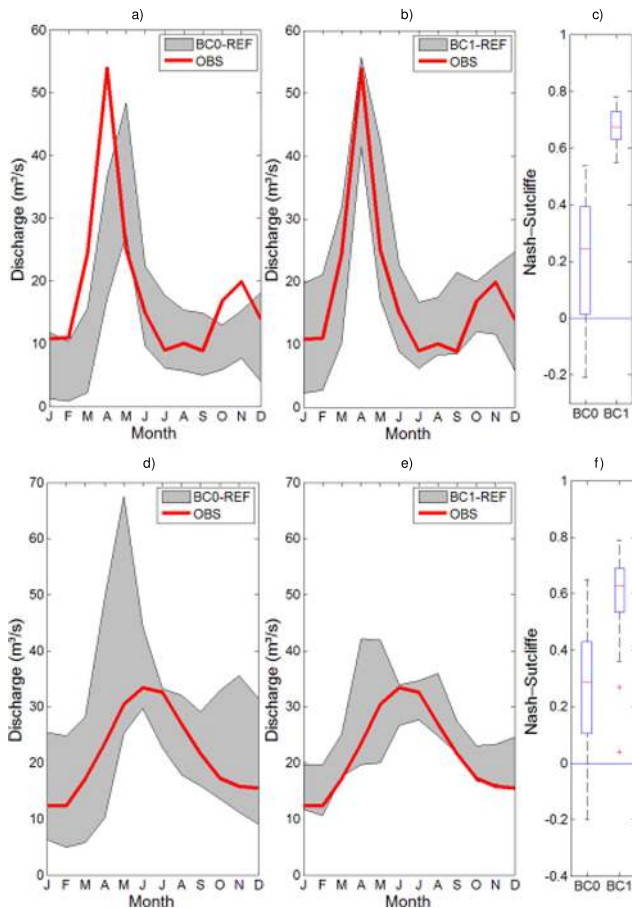 a) b) c)
60
50
40
30
20
10
0
Discharge (m³/s)
BC0-REF
OBS
J F M A M J J A S O N D
Month
60
50
40
30
20
10
0
Discharge (m³/s)
BC1-REF
OBS
J F M A M J J A S O N D
Month
1
0.8
0.6
0.4
0.2
0
-0.2
Nash-Sutcliffe
BC0 BC1
d) e) f)
70
60
50
40
30
20
10
0
Discharge (m³/s)
BC0-REF
OBS
J F M A M J J A S O N D
Month
70
60
50
40
30
20
10
0
Discharge (m³/s)
BC1-REF
OBS
J F M A M J J A S O N D
Month
1
0.8
0.6
0.4
0.2
0
-0.2
-0.4
Nash-Sutcliffe
BC0 BC1